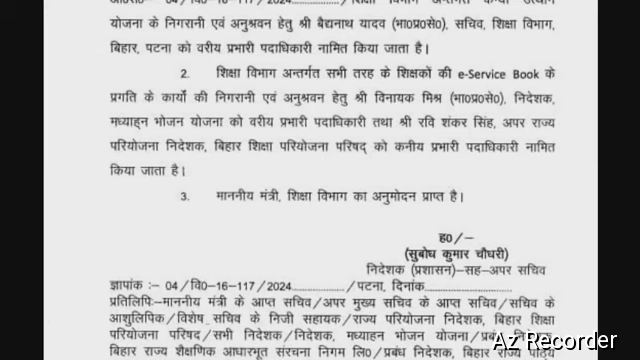 योजना के निगरानी एवं अनुश्रवन हेतु श्री बैद्यनाथ यादव (भा0प्र0से0), सचिव, शिक्षा विभाग,
बिहार, पटना को वरीय प्रभारी पदाधिकारी नामित किया जाता है।
2. शिक्षा विभाग अन्तर्गत सभी तरह के शिक्षकों की e-Service Book के
प्रगति के कार्यो की निगरानी एवं अनुश्रवन हेतु श्री विनायक मिश्र (भा0प्र0से0), निदेशक,
मध्याह्न भोजन योजना को वरीय प्रभारी पदाधिकारी तथा श्री रवि शंकर सिंह, अपर राज्य
परियोजना निदेशक, बिहार शिक्षा परियोजना परिषद् को कनीय प्रभारी पदाधिकारी नामित
किया जाता है।
3. माननीय मंत्री, शिक्षा विभाग का अनुमोदन प्राप्त है।
ह0/-
(सुबोध कुमार चौधरी)
निदेशक (प्रशासन)-सह-अपर सचिव
ज्ञापांक :- 04/वि0-16-117/2024................./पटना, दिनांक...........................
प्रतिलिपिः-माननीय मंत्री के आप्त सचिव/अपर मुख्य सचिव के आप्त सचिव/सचिव के
आशुलिपिक/विशेष सचिव के निजी सहायक/राज्य परियोजना निदेशक, बिहार शिक्षा
परियोजना परिषद/सभी निदेशक/निदेशक, मध्याहन भोजन योजना/प्रबंध निदेशक,
बिहार राज्य शैक्षणिक आधारभूत संरचना निगम लि0/प्रबंध निदेशक, बिहार राज्य
Az Recorder